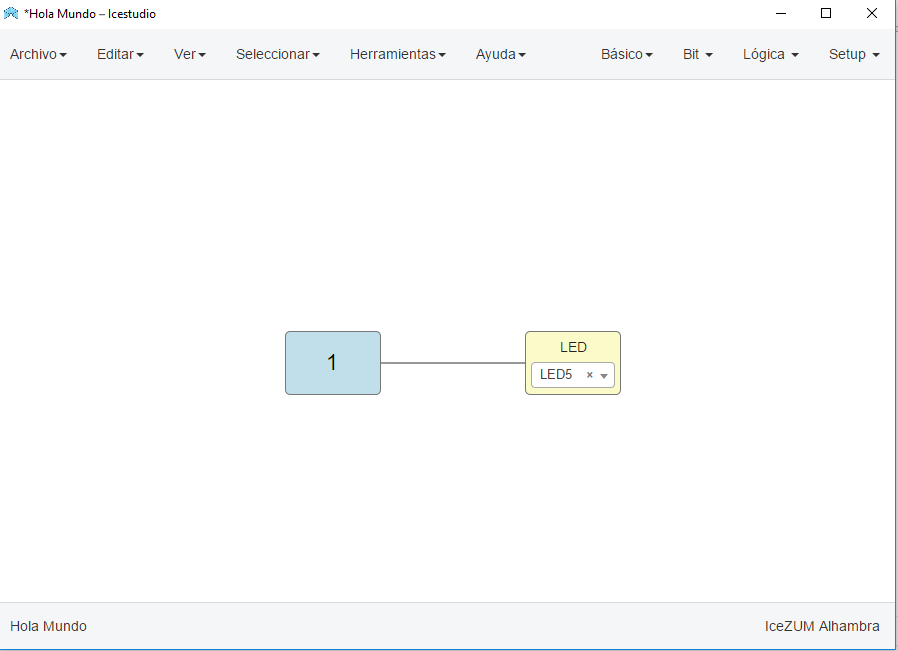 *Hola Mundo – Icestudio
Archivo Editar Ver Seleccionar Herramientas Ayuda Básico Bit Lógica Setup
1
LED
LED5 ×
Hola Mundo IceZUM Alhambra